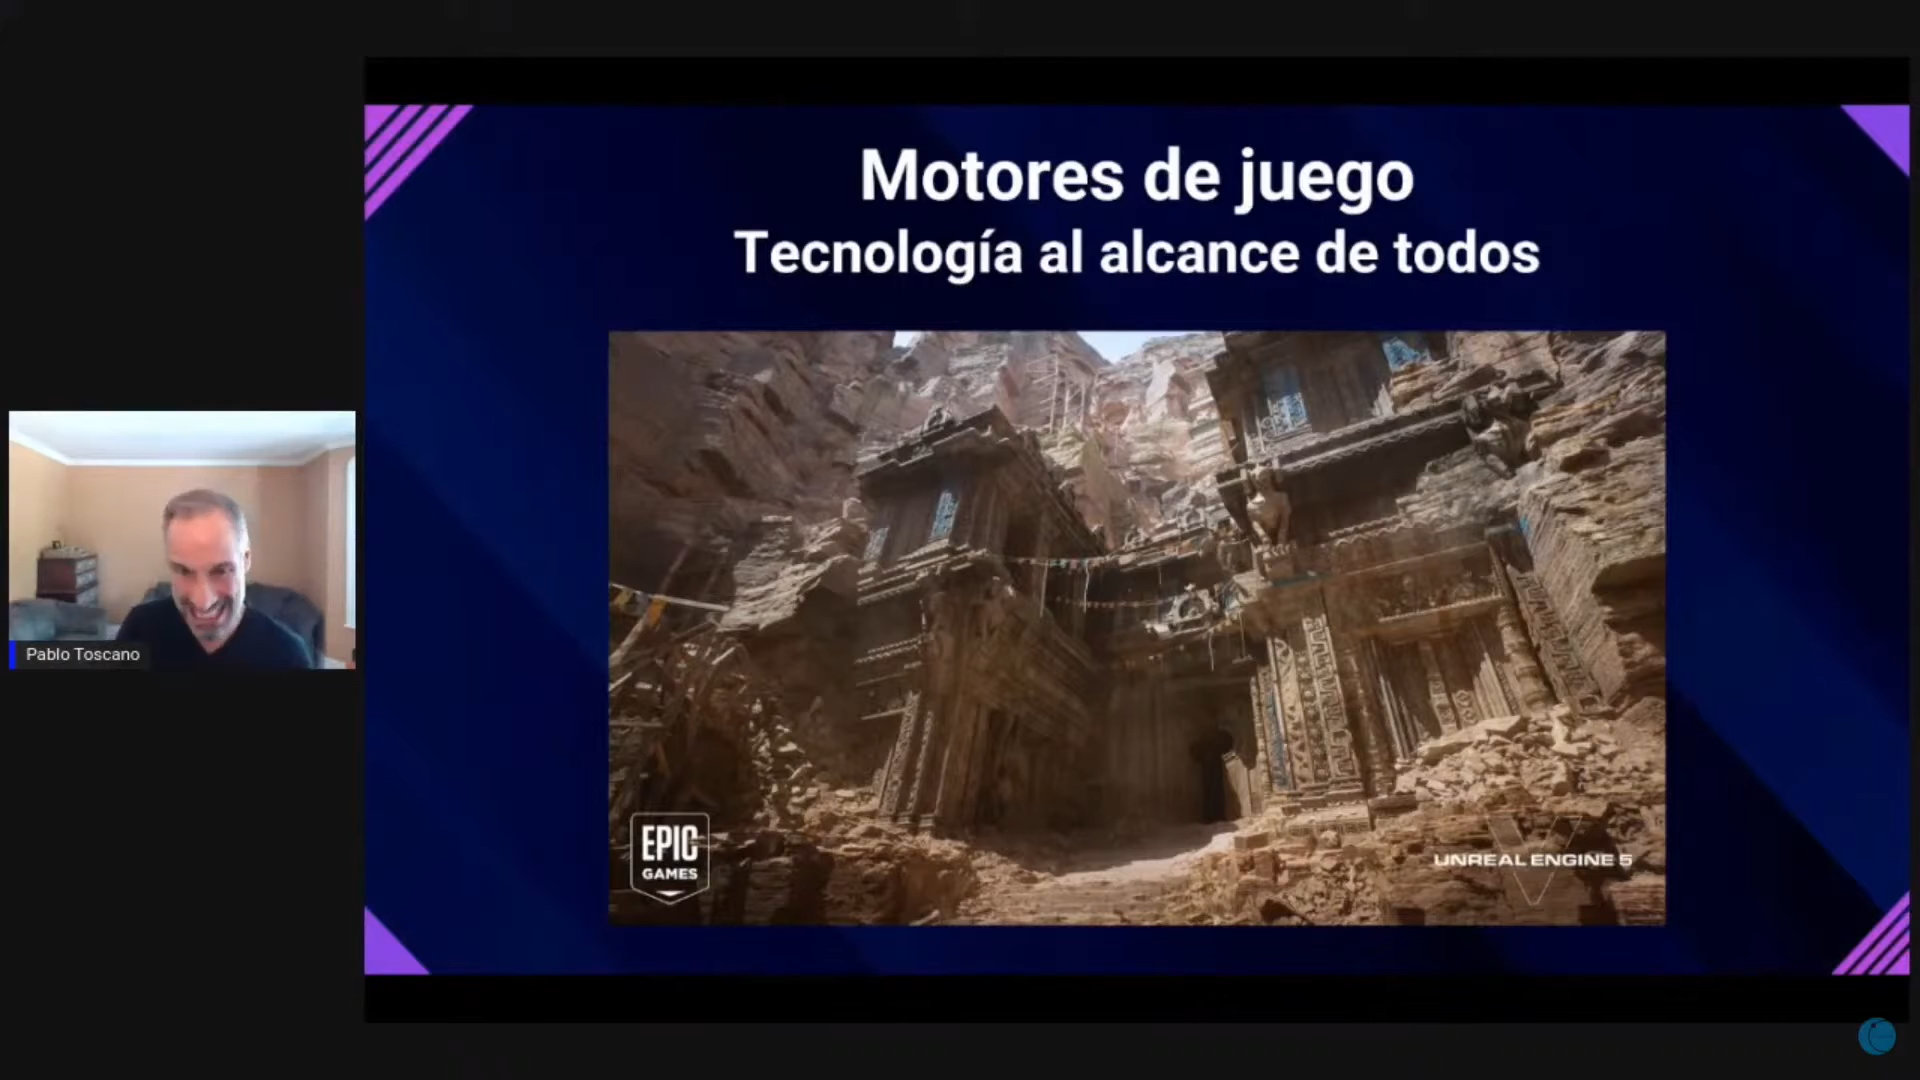 Motores de juego
Tecnología al alcance de todos
Pablo Toscano
EPIC
GAMES
UNREAL ENGINE 5